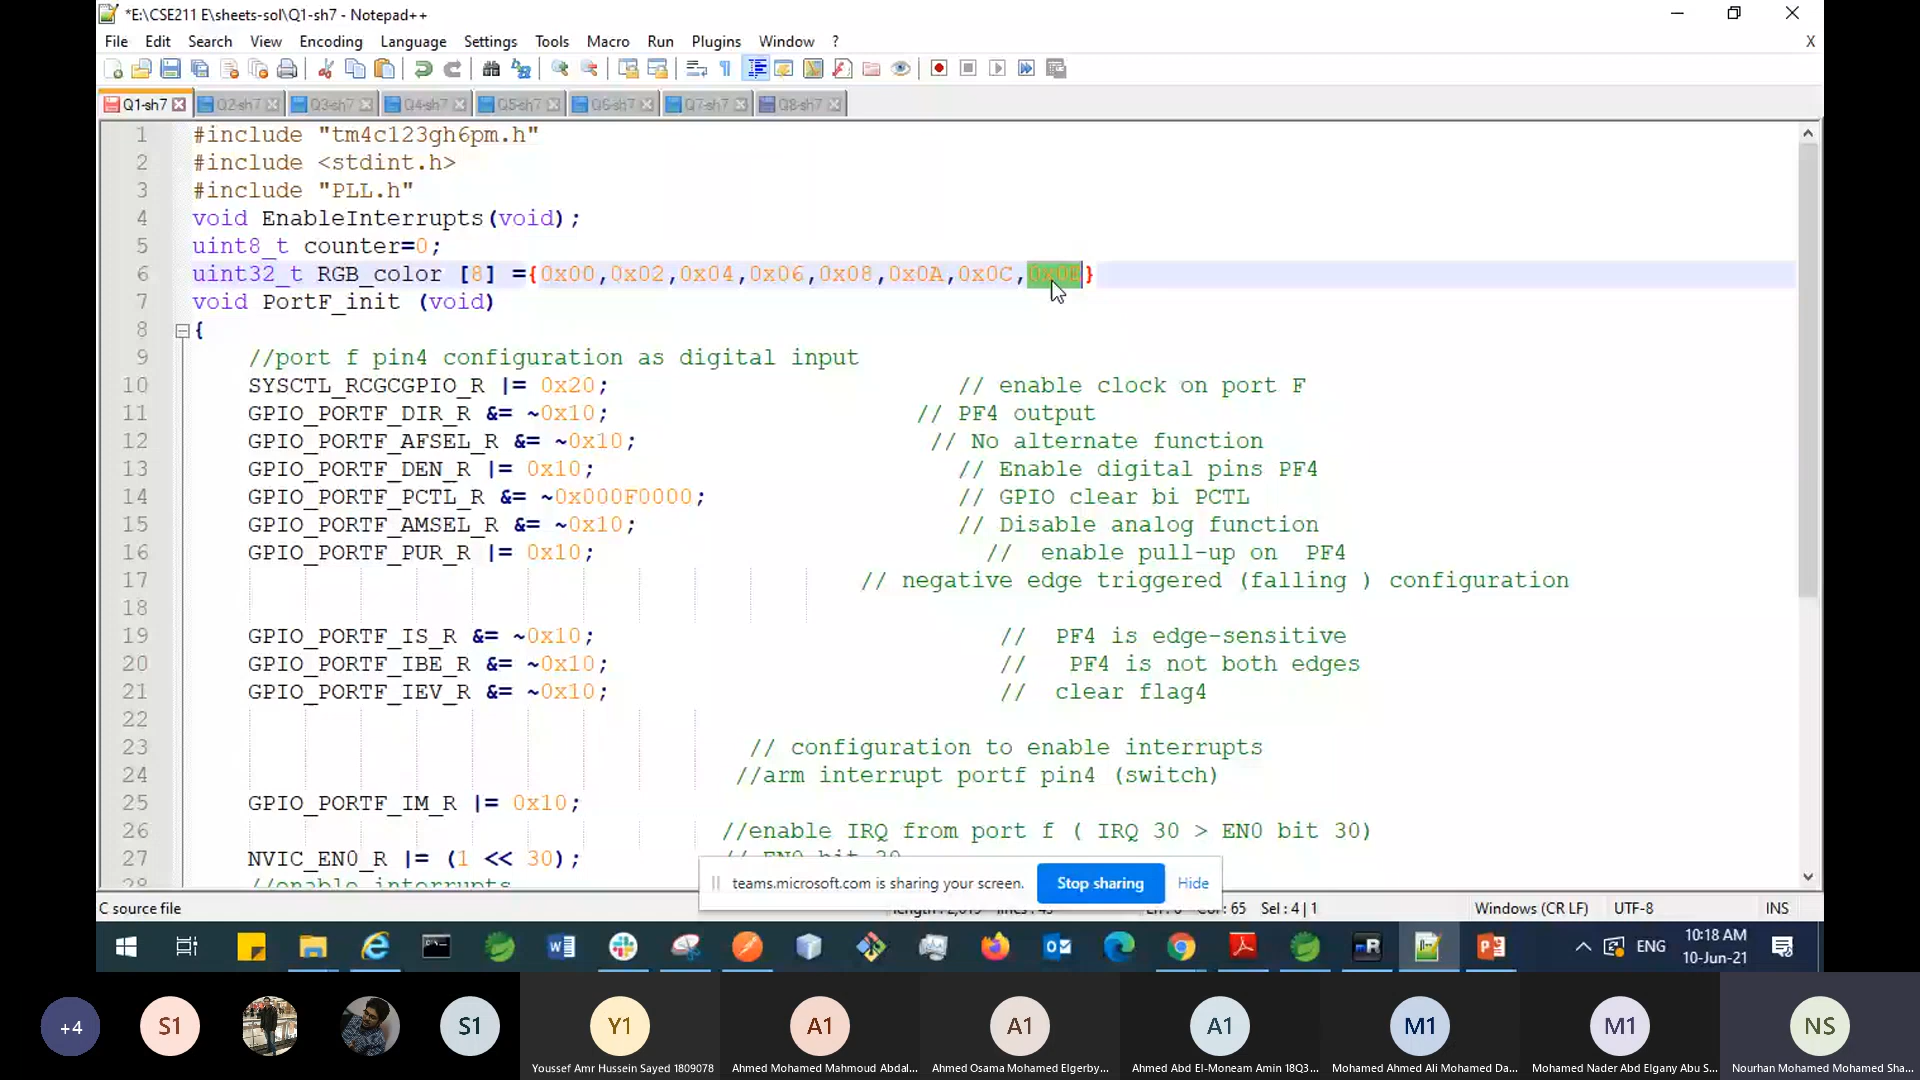 *E:\CSE211 E\sheets-sol\Q1-sh7 - Notepad++
File Edit Search View Encoding Language Settings Tools Macro Run Plugins Window ? X
Q1-sh7 Q2-sh7 Q3-sh7 Q4-sh7 Q5-sh7 Q6-sh7 Q7-sh7 Q8-sh7
1 #include "tm4c123gh6pm.h"
2 #include <stdint.h>
3 #include "PLL.h"
4 void EnableInterrupts(void);
5 uint8_t counter=0;
6 uint32_t RGB_color [8] ={0x00,0x02,0x04,0x06,0x08,0x0A,0x0C,0x0E}
7 void PortF_init (void)
8 {
9 //port f pin4 configuration as digital input
10 SYSCTL_RCGCGPIO_R |= 0x20; // enable clock on port F
11 GPIO_PORTF_DIR_R &= ~0x10; // PF4 output
12 GPIO_PORTF_AFSEL_R &= ~0x10; // No alternate function
13 GPIO_PORTF_DEN_R |= 0x10; // Enable digital pins PF4
14 GPIO_PORTF_PCTL_R &= ~0x000F0000; // GPIO clear bi PCTL
15 GPIO_PORTF_AMSEL_R &= ~0x10; // Disable analog function
16 GPIO_PORTF_PUR_R |= 0x10; // enable pull-up on PF4
17 // negative edge triggered (falling ) configuration
18
19 GPIO_PORTF_IS_R &= ~0x10; // PF4 is edge-sensitive
20 GPIO_PORTF_IBE_R &= ~0x10; // PF4 is not both edges
21 GPIO_PORTF_IEV_R &= ~0x10; // clear flag4
22
23 // configuration to enable interrupts
24 //arm interrupt portf pin4 (switch)
25 GPIO_PORTF_IM_R |= 0x10;
26 //enable IRQ from port f ( IRQ 30 > EN0 bit 30)
27 NVIC_EN0_R |= (1 << 30); // EN0 bit 30
28 //enable interrupts
teams.microsoft.com is sharing your screen. Stop sharing Hide
C source file Sel : 4 | 1 Windows (CR LF) UTF-8 INS
ENG 10:18 AM
10-Jun-21
+4 S1 S1 Y1 A1 A1 A1 M1 M1 NS
Youssef Amr Hussein Sayed 1809078 Ahmed Mohamed Mahmoud Abdal... Ahmed Osama Mohamed Elgerby... Ahmed Abd El-Moneam Amin 18Q3... Mohamed Ahmed Ali Mohamed Da... Mohamed Nader Abd Elgany Abu S... Nourhan Mohamed Mohamed Sha...